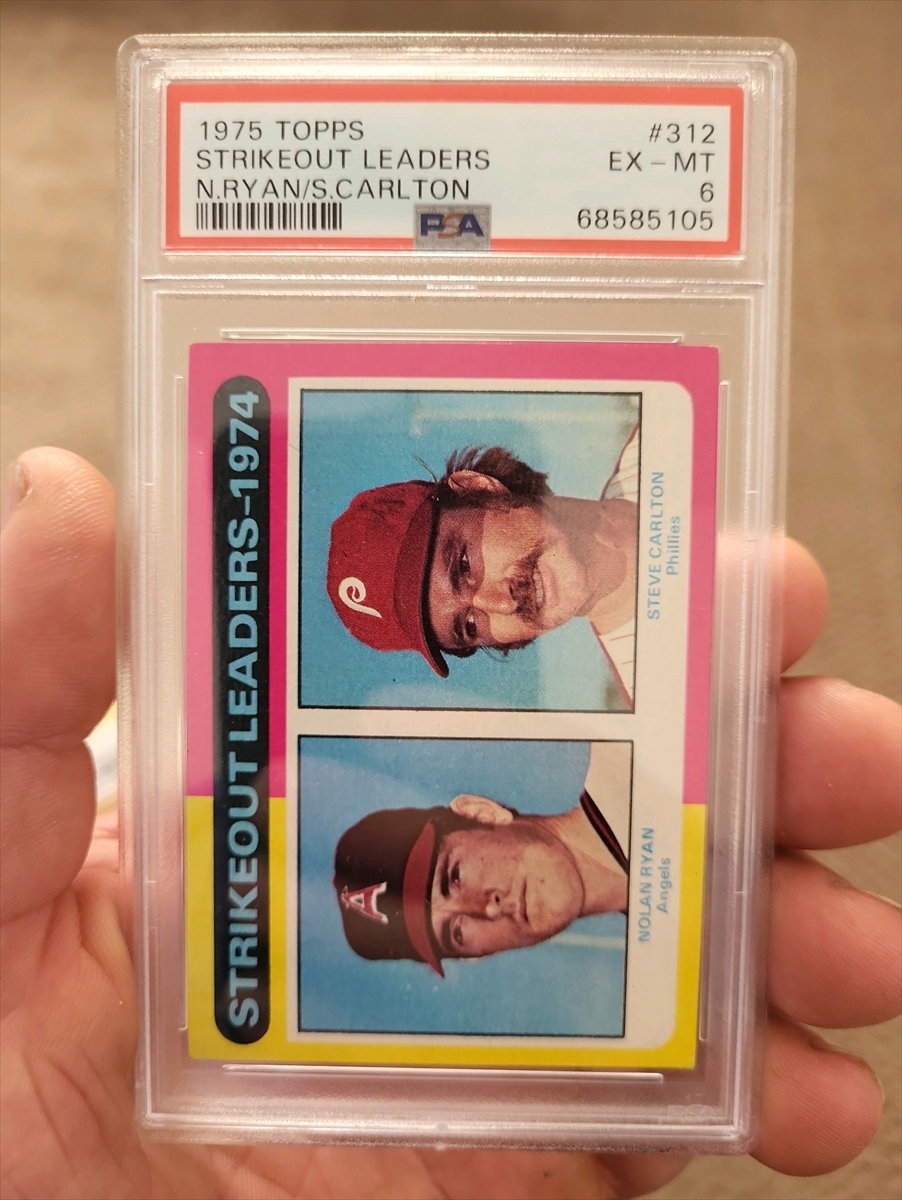 1975 TOPPS #312
STRIKEOUT LEADERS EX - MT
N.RYAN/S.CARLTON 6
PSA 68585105
STRIKEOUT LEADERS-1974
P
STEVE CARLTON
Phillies
A
NOLAN RYAN
Angels